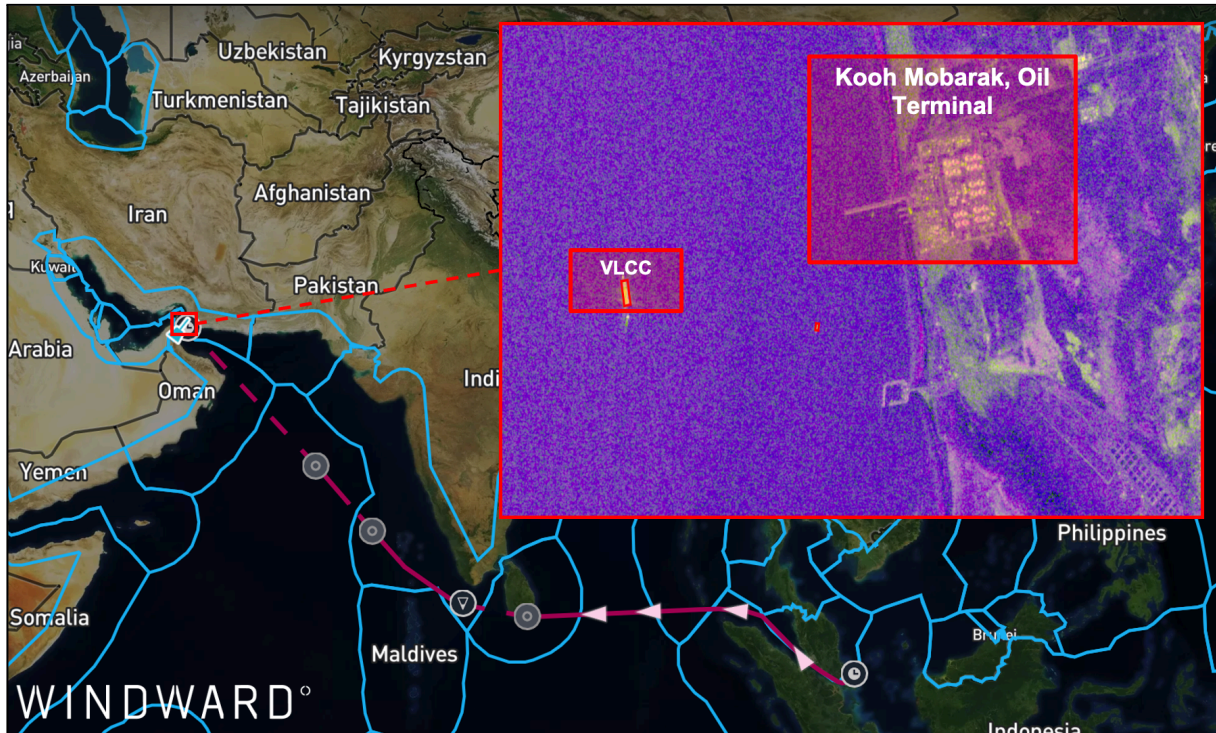 Uzbekistan
Kyrgyzstan
Azerbaijan
Turkmenistan
Tajikistan
Afghanistan
Iran
Kuwait
Pakistan
Arabia
Oman
Indi
Yemen
Somalia
Maldives
Philippines
Brunei
Indonesia
Kooh Mobarak, Oil
Terminal
VLCC
WINDWARD